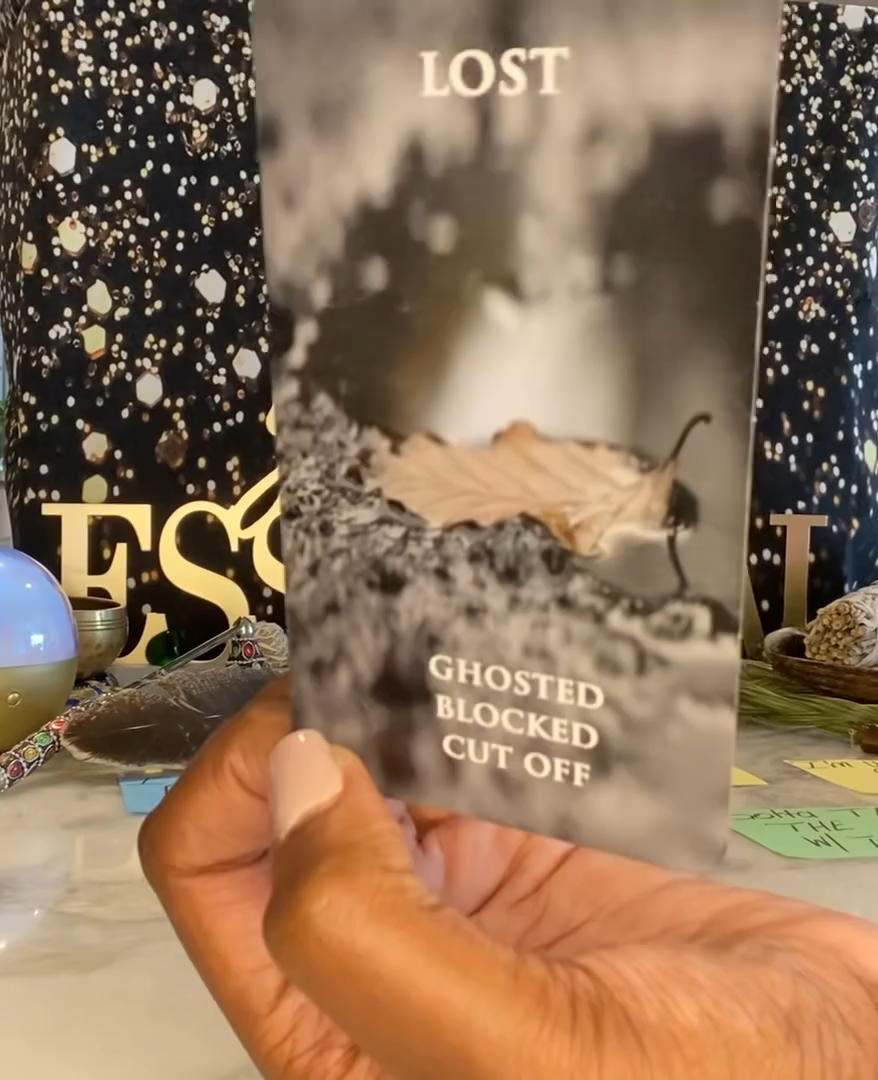 LOST
ES
GHOSTED
BLOCKED
CUT OFF
I'M
THE
W/